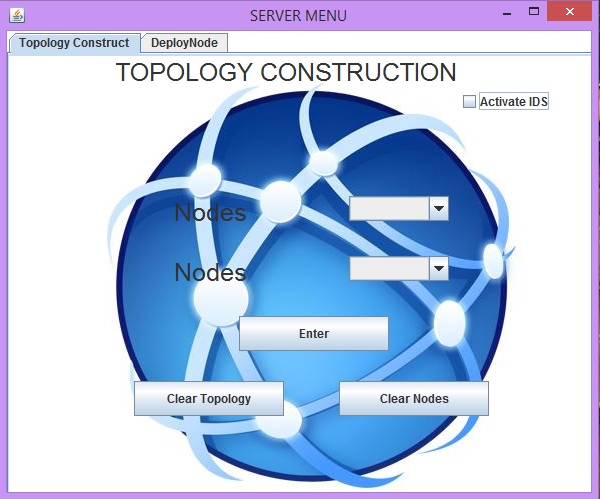 SERVER MENU
Topology Construct DeployNode
TOPOLOGY CONSTRUCTION
Activate IDS
Nodes
Nodes
Enter
Clear Topology Clear Nodes